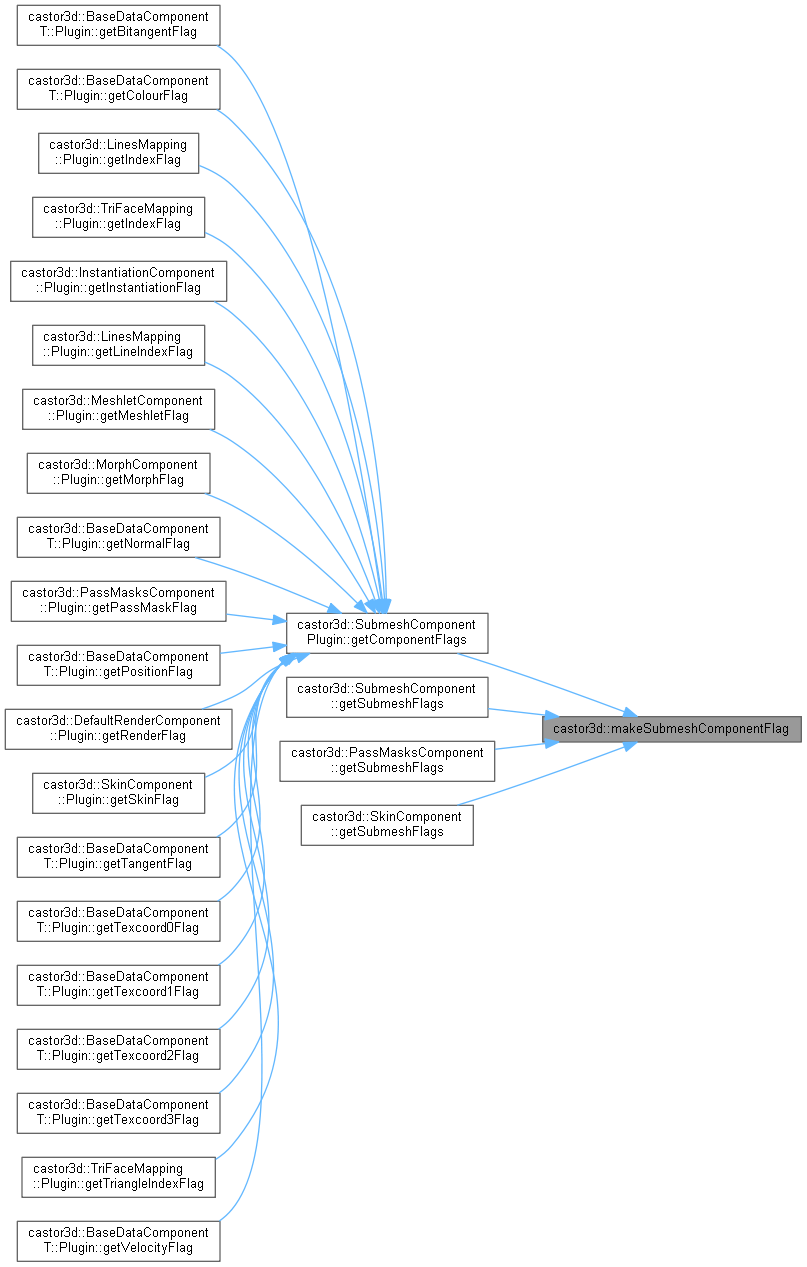 castor3d::BaseDataComponent
T::Plugin::getBitangentFlag
castor3d::BaseDataComponent
T::Plugin::getColourFlag
castor3d::LinesMapping
::Plugin::getIndexFlag
castor3d::TriFaceMapping
::Plugin::getIndexFlag
castor3d::InstantiationComponent
::Plugin::getInstantiationFlag
castor3d::LinesMapping
::Plugin::getLineIndexFlag
castor3d::MeshletComponent
::Plugin::getMeshletFlag
castor3d::MorphComponent
::Plugin::getMorphFlag
castor3d::BaseDataComponent
T::Plugin::getNormalFlag
castor3d::PassMasksComponent
::Plugin::getPassMaskFlag
castor3d::BaseDataComponent
T::Plugin::getPositionFlag
castor3d::DefaultRenderComponent
::Plugin::getRenderFlag
castor3d::SkinComponent
::Plugin::getSkinFlag
castor3d::BaseDataComponent
T::Plugin::getTangentFlag
castor3d::BaseDataComponent
T::Plugin::getTexcoord0Flag
castor3d::BaseDataComponent
T::Plugin::getTexcoord1Flag
castor3d::BaseDataComponent
T::Plugin::getTexcoord2Flag
castor3d::BaseDataComponent
T::Plugin::getTexcoord3Flag
castor3d::TriFaceMapping
::Plugin::getTriangleIndexFlag
castor3d::BaseDataComponent
T::Plugin::getVelocityFlag
castor3d::SubmeshComponent
Plugin::getComponentFlags
castor3d::SubmeshComponent
::getSubmeshFlags
castor3d::PassMasksComponent
::getSubmeshFlags
castor3d::SkinComponent
::getSubmeshFlags
castor3d::makeSubmeshComponentFlag